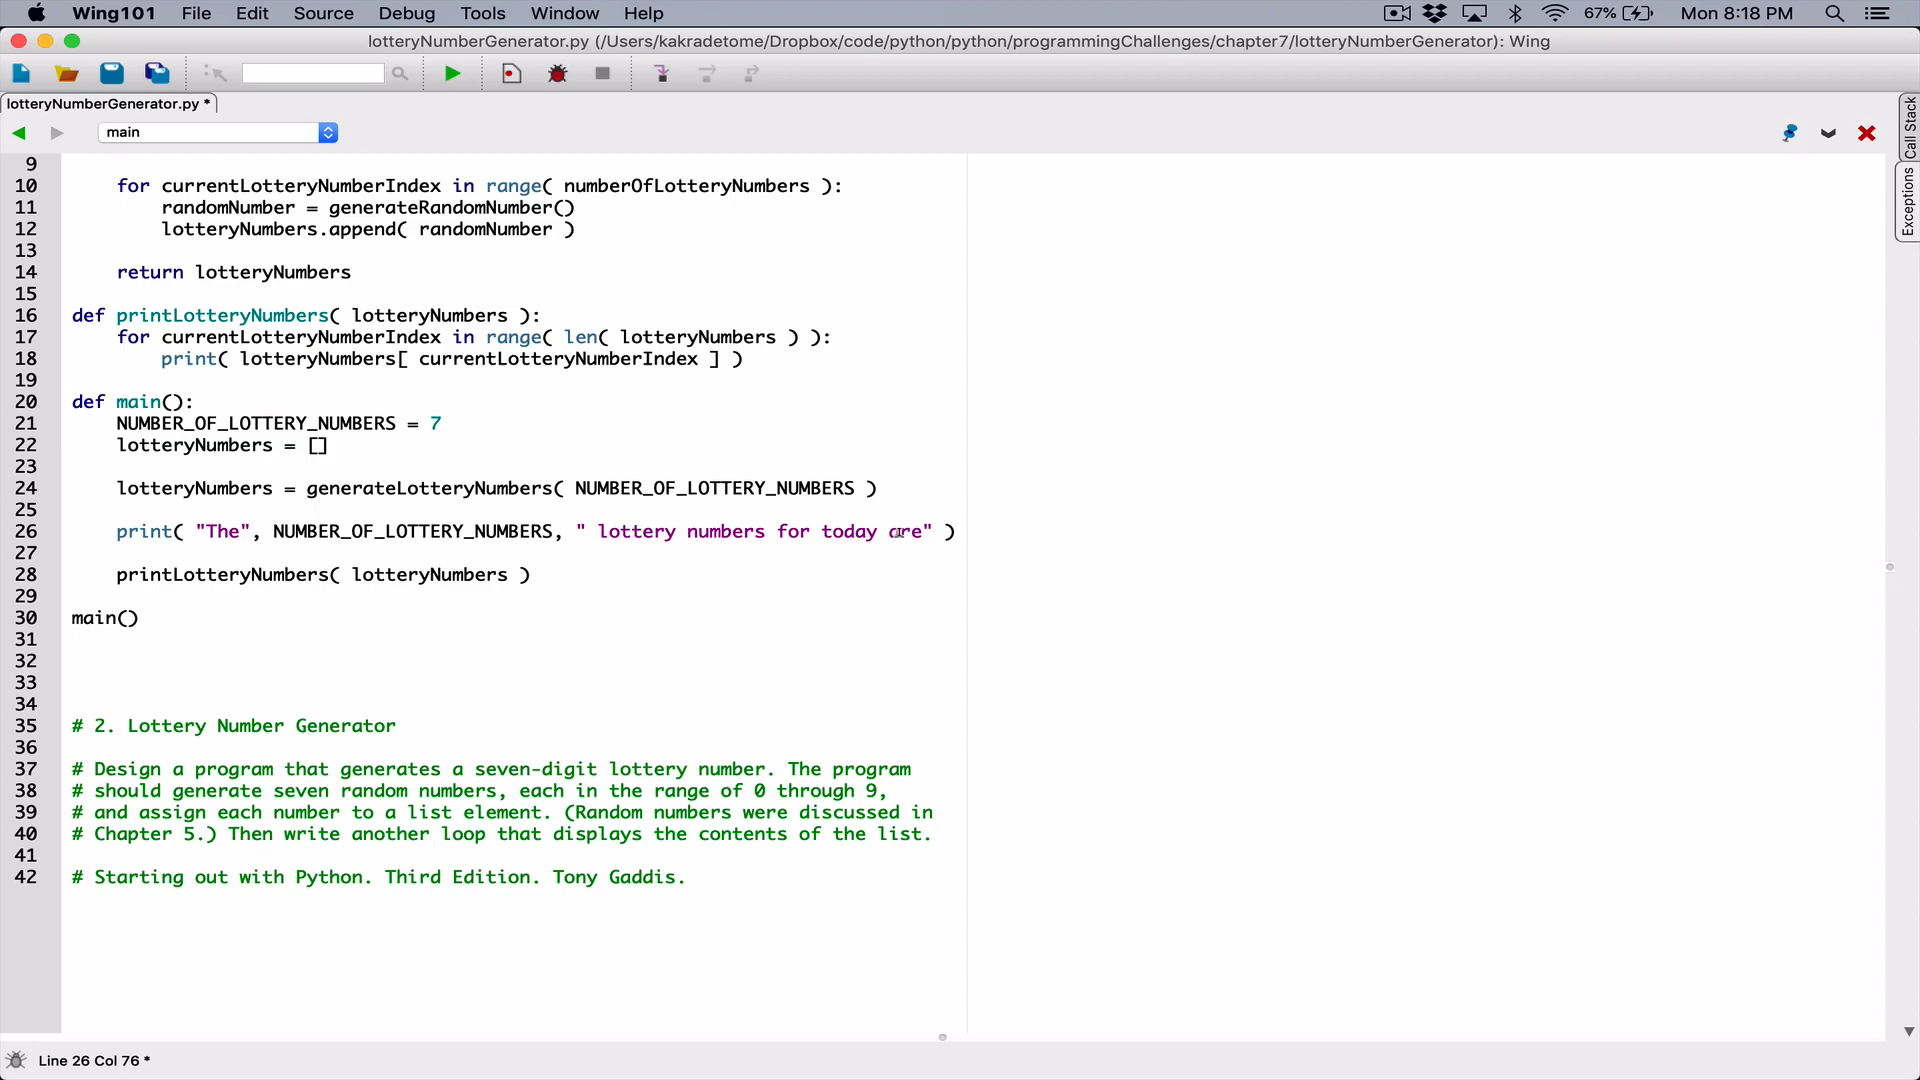 Wing101 File Edit Source Debug Tools Window Help 67% Mon 8:18 PM
lotteryNumberGenerator.py (/Users/kakradetome/Dropbox/code/python/python/programmingChallenges/chapter7/lotteryNumberGenerator): Wing
lotteryNumberGenerator.py *
main
Call Stack
Exceptions
9
10 for currentLotteryNumberIndex in range( numberOfLotteryNumbers ):
11 randomNumber = generateRandomNumber()
12 lotteryNumbers.append( randomNumber )
13
14 return lotteryNumbers
15
16 def printLotteryNumbers( lotteryNumbers ):
17 for currentLotteryNumberIndex in range( len( lotteryNumbers ) ):
18 print( lotteryNumbers[ currentLotteryNumberIndex ] )
19
20 def main():
21 NUMBER_OF_LOTTERY_NUMBERS = 7
22 lotteryNumbers = []
23
24 lotteryNumbers = generateLotteryNumbers( NUMBER_OF_LOTTERY_NUMBERS )
25
26 print( "The", NUMBER_OF_LOTTERY_NUMBERS, " lottery numbers for today are" )
27
28 printLotteryNumbers( lotteryNumbers )
29
30 main()
31
32
33
34
35 # 2. Lottery Number Generator
36
37 # Design a program that generates a seven-digit lottery number. The program
38 # should generate seven random numbers, each in the range of 0 through 9,
39 # and assign each number to a list element. (Random numbers were discussed in
40 # Chapter 5.) Then write another loop that displays the contents of the list.
41
42 # Starting out with Python. Third Edition. Tony Gaddis.
Line 26 Col 76 *